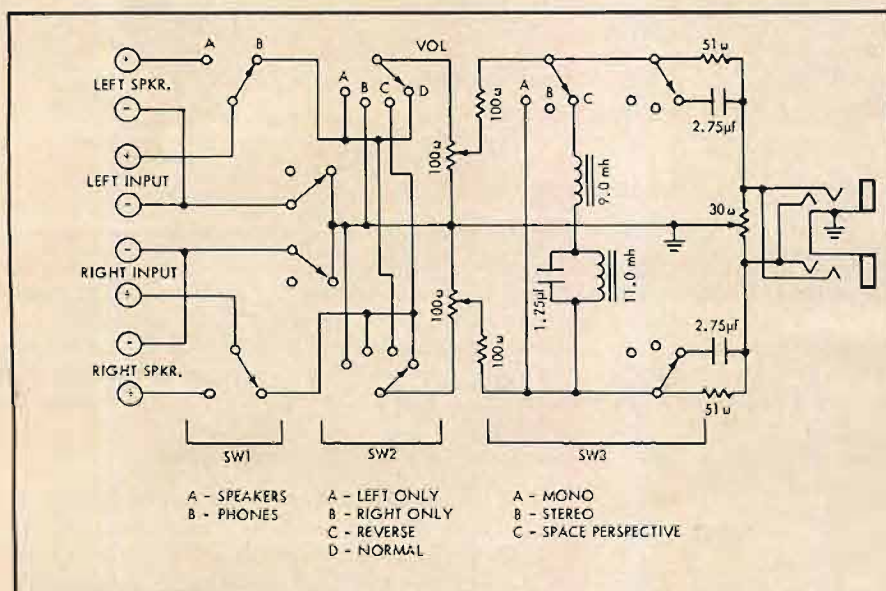 A
B
LEFT SPKR.
LEFT INPUT
RIGHT INPUT
RIGHT SPKR.
VOL
A
B
C
D
100ω
100ω
100ω
100ω
A
B
C
9.0 mh
1.25μf
11.0 mh
51ω
2.75μf
30ω
2.75μf
51ω
SW1
SW2
SW3
A - SPEAKERS
B - PHONES
A - LEFT ONLY
B - RIGHT ONLY
C - REVERSE
D - NORMAL
A - MONO
B - STEREO
C - SPACE PERSPECTIVE